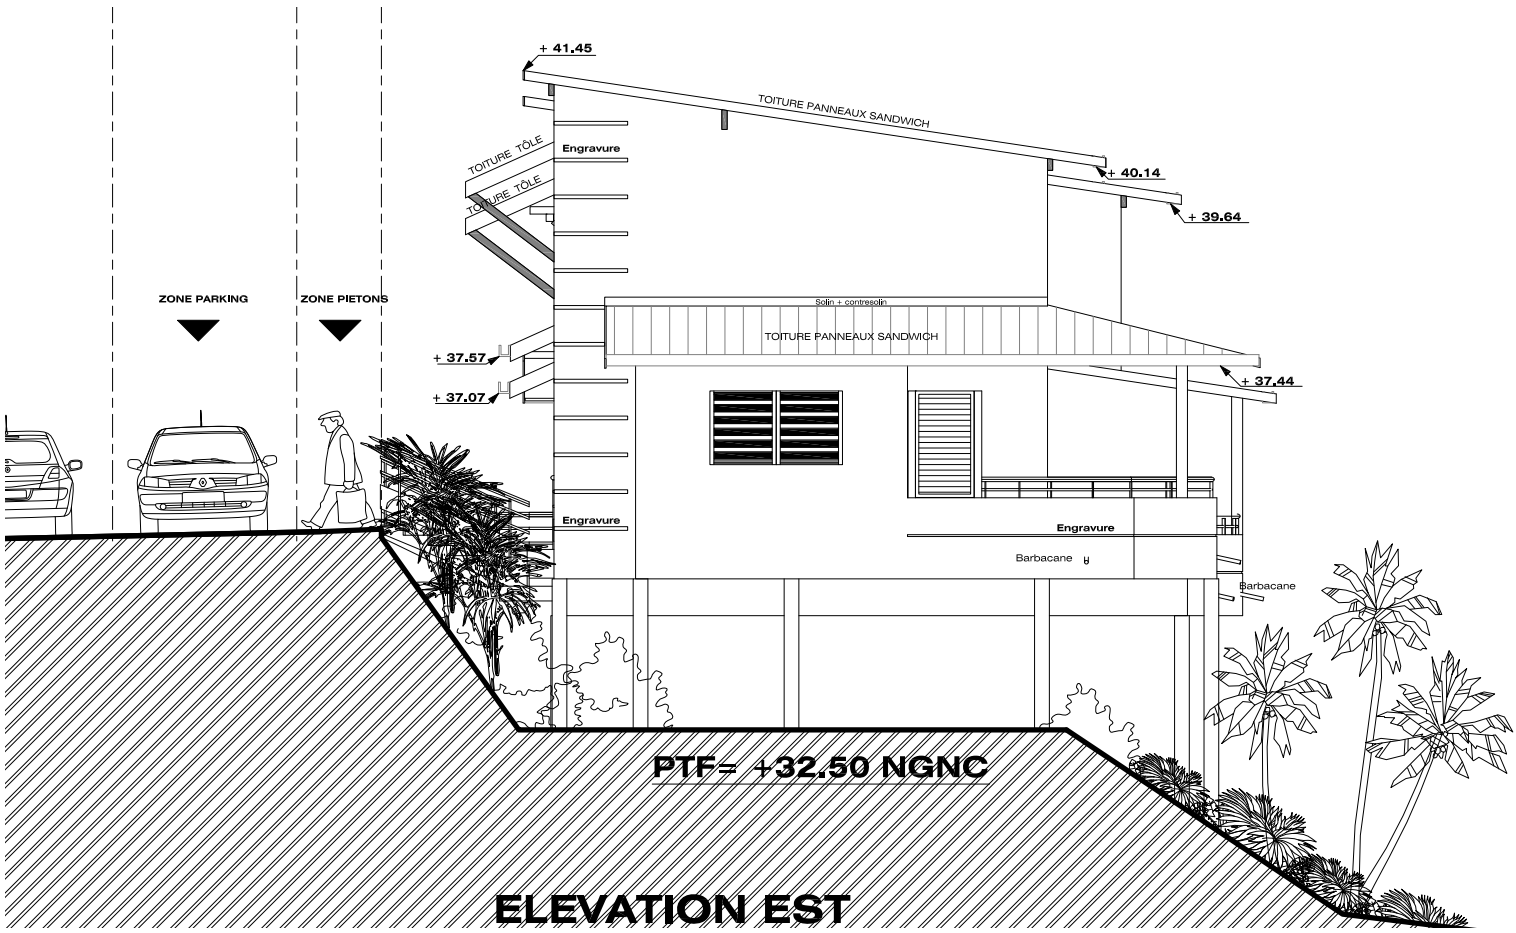 + 41.45
TOITURE PANNEAUX SANDWICH
TOITURE TÔLE
Engravure
+ 40.14
TOITURE TÔLE
+ 39.64
ZONE PARKING
ZONE PIETONS
Solin + contresolin
TOITURE PANNEAUX SANDWICH
+ 37.57
+ 37.44
+ 37.07
Engravure
Engravure
Barbacane
Barbacane
PTF= +32.50 NGNC
ELEVATION EST